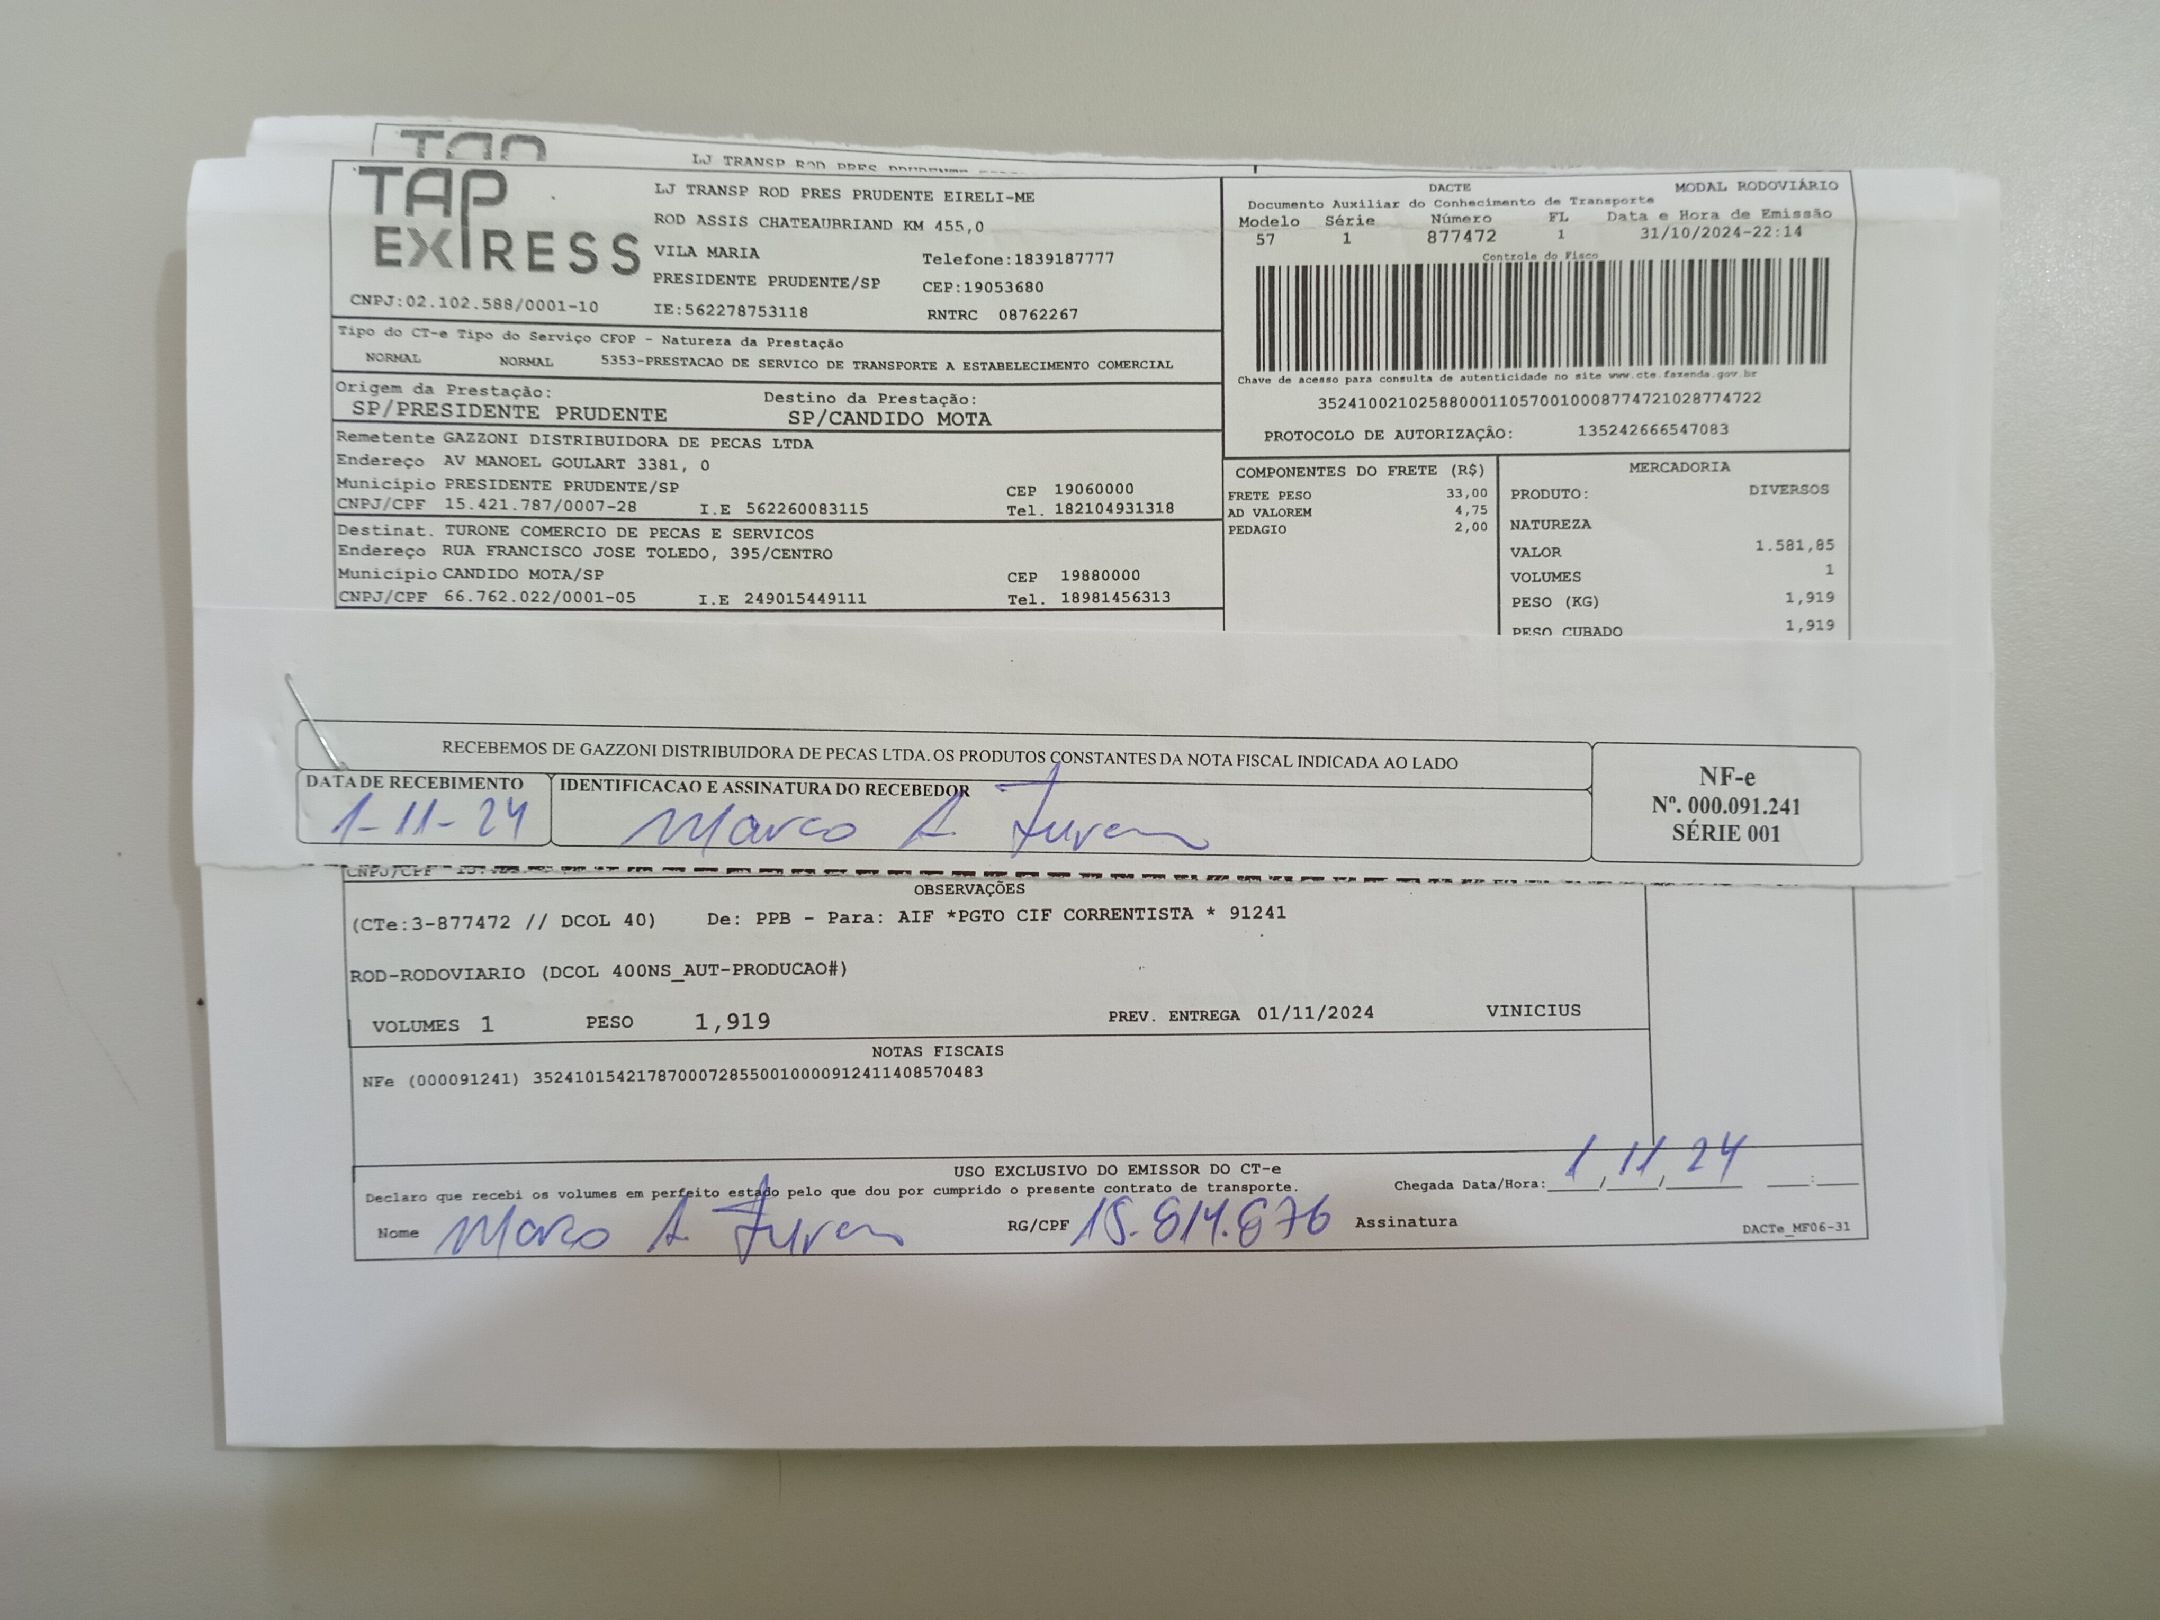 LJ TRANSP ROD PRES
TAP
EXPRESS
LJ TRANSP ROD PRES PRUDENTE EIRELI-ME
ROD ASSIS CHATEAUBRIAND KM 455,0
VILA MARIA
Telefone:1839187777
PRESIDENTE PRUDENTE/SP
CEP:19053680
CNPJ:02.102.588/0001-10
IE:562278753118
RNTRC 08762267
DACTE MODAL RODOVIÁRIO
Documento Auxiliar do Conhecimento de Transporte
Modelo Série Número FL Data e Hora de Emissão
57 1 877472 1 31/10/2024-22:14
Controle do Fisco
Chave de acesso para consulta de autenticidade no site www.cte.fazenda.gov.br
35241002102588000110570010008774721028774722
PROTOCOLO DE AUTORIZAÇÃO: 135242666547083
Tipo do CT-e Tipo do Serviço CFOP - Natureza da Prestação
NORMAL NORMAL 5353-PRESTACAO DE SERVICO DE TRANSPORTE A ESTABELECIMENTO COMERCIAL
Origem da Prestação: Destino da Prestação:
SP/PRESIDENTE PRUDENTE SP/CANDIDO MOTA
Remetente GAZZONI DISTRIBUIDORA DE PECAS LTDA
Endereço AV MANOEL GOULART 3381, 0
Município PRESIDENTE PRUDENTE/SP CEP 19060000
CNPJ/CPF 15.421.787/0007-28 I.E 562260083115 Tel. 182104931318
Destinat. TURONE COMERCIO DE PECAS E SERVICOS
Endereço RUA FRANCISCO JOSE TOLEDO, 395/CENTRO
Município CANDIDO MOTA/SP CEP 19880000
CNPJ/CPF 66.762.022/0001-05 I.E 249015449111 Tel. 18981456313
COMPONENTES DO FRETE (R$)
FRETE PESO 33,00
AD VALOREM 4,75
PEDAGIO 2,00
MERCADORIA
PRODUTO: DIVERSOS
NATUREZA
VALOR 1.581,85
VOLUMES 1
PESO (KG) 1,919
PESO CUBADO 1,919
RECEBEMOS DE GAZZONI DISTRIBUIDORA DE PECAS LTDA. OS PRODUTOS CONSTANTES DA NOTA FISCAL INDICADA AO LADO
DATA DE RECEBIMENTO IDENTIFICACAO E ASSINATURA DO RECEBEDOR
1-11-24 Marco A.
NF-e
Nº. 000.091.241
SÉRIE 001
CNPJ/CPF
OBSERVAÇÕES
(CTe:3-877472 // DCOL 40) De: PPB - Para: AIF *PGTO CIF CORRENTISTA * 91241
ROD-RODOVIARIO (DCOL 400NS_AUT-PRODUCAO#)
VOLUMES 1 PESO 1,919 PREV. ENTREGA 01/11/2024 VINICIUS
NOTAS FISCAIS
NFe (000091241) 35241015421787000728550010000912411408570483
USO EXCLUSIVO DO EMISSOR DO CT-e
Declaro que recebi os volumes em perfeito estado pelo que dou por cumprido o presente contrato de transporte. Chegada Data/Hora: 1/11/24 :
Nome Marco A. RG/CPF 15.614.676 Assinatura
DACTe_MF06-31